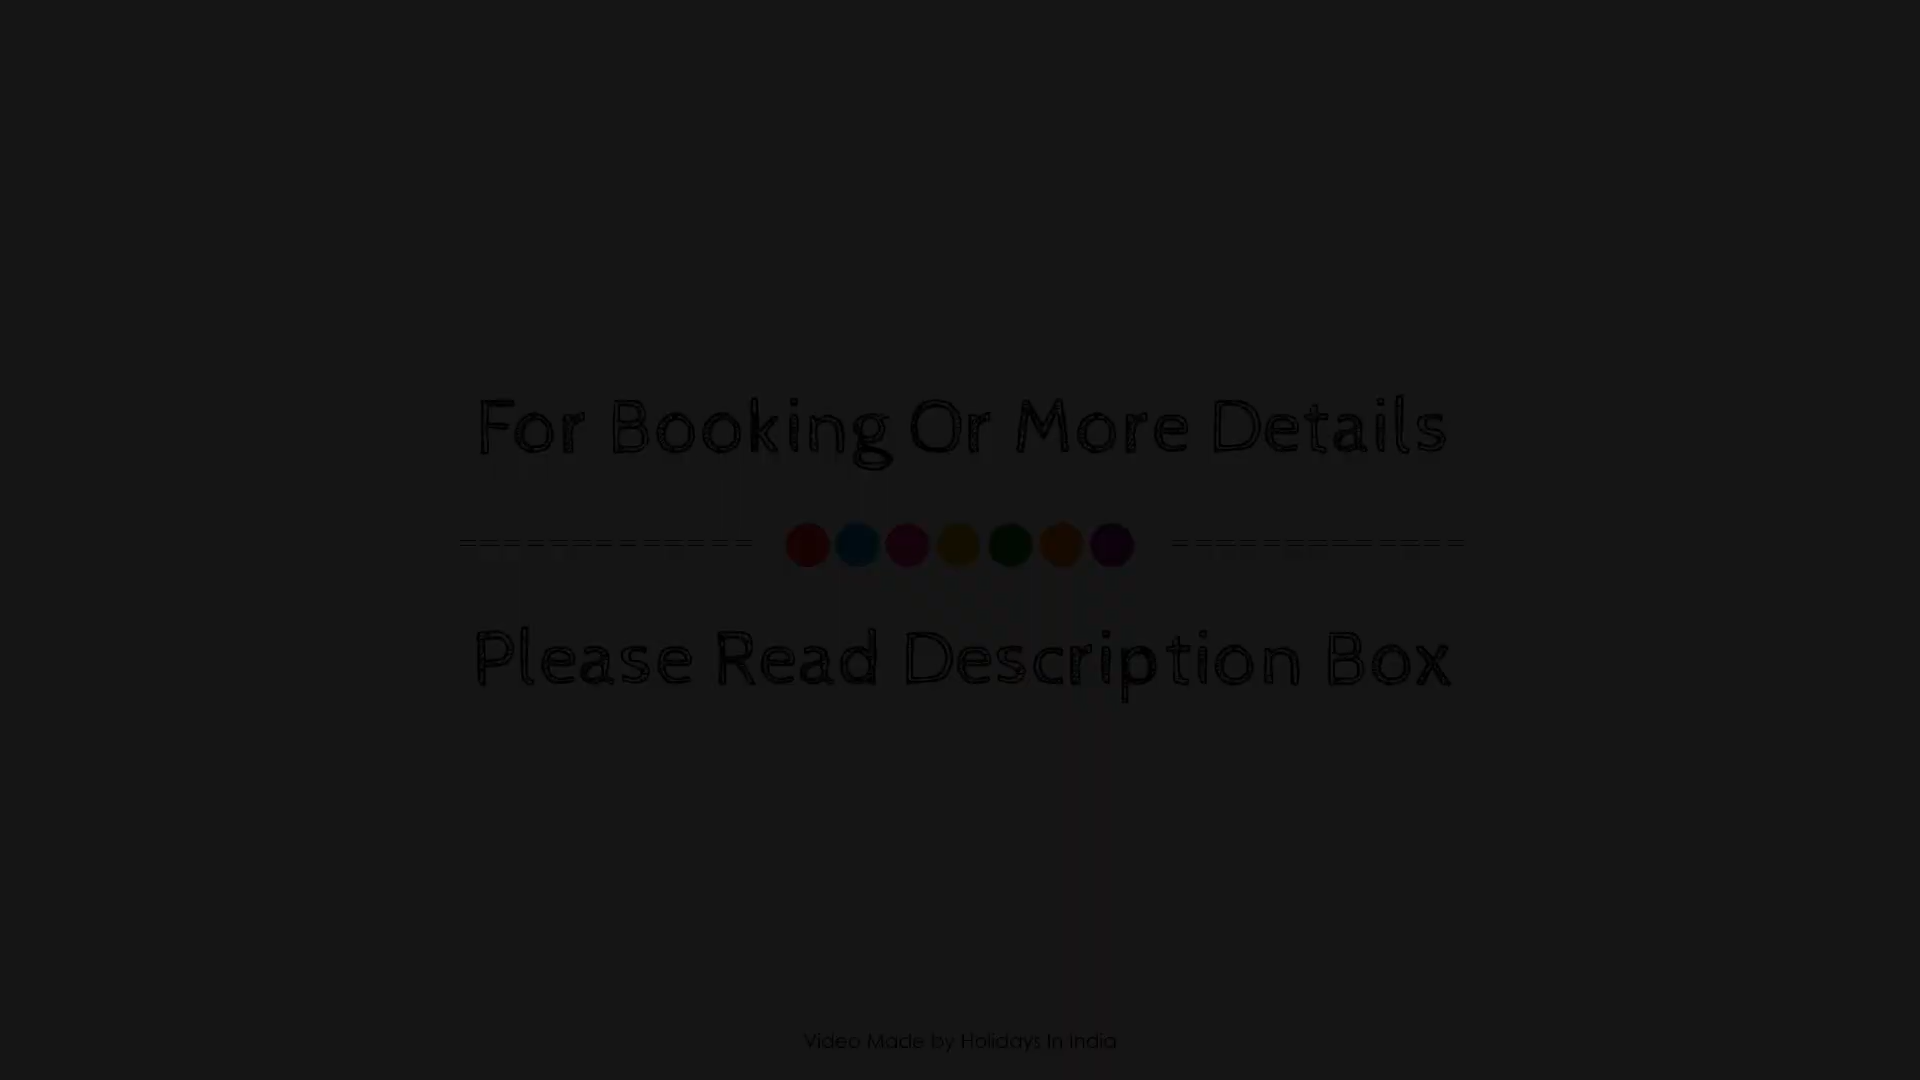 For Booking Or More Details
============= =============
Please Read Description Box
Video Made by Holidays In India